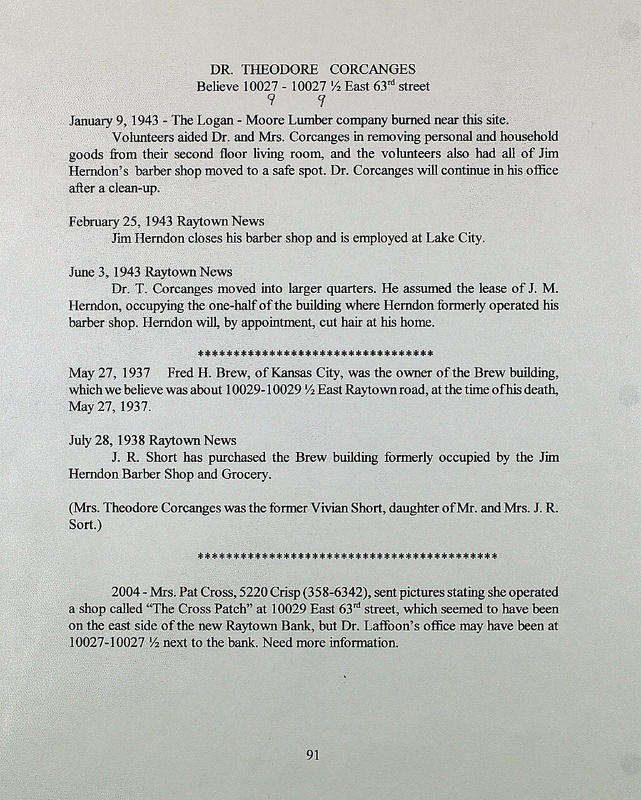 DR. THEODORE CORCANGES
Believe 10027 - 10027 ½ East 63rd street
9 9
January 9, 1943 - The Logan - Moore Lumber company burned near this site.
Volunteers aided Dr. and Mrs. Corcanges in removing personal and household
goods from their second floor living room, and the volunteers also had all of Jim
Herndon's barber shop moved to a safe spot. Dr. Corcanges will continue in his office
after a clean-up.
February 25, 1943 Raytown News
Jim Herndon closes his barber shop and is employed at Lake City.
June 3, 1943 Raytown News
Dr. T. Corcanges moved into larger quarters. He assumed the lease of J. M.
Herndon, occupying the one-half of the building where Herndon formerly operated his
barber shop. Herndon will, by appointment, cut hair at his home.
*********************************
May 27, 1937 Fred H. Brew, of Kansas City, was the owner of the Brew building,
which we believe was about 10029-10029 ½ East Raytown road, at the time of his death,
May 27, 1937.
July 28, 1938 Raytown News
J. R. Short has purchased the Brew building formerly occupied by the Jim
Herndon Barber Shop and Grocery.
(Mrs. Theodore Corcanges was the former Vivian Short, daughter of Mr. and Mrs. J. R.
Sort.)
******************************************
2004 - Mrs. Pat Cross, 5220 Crisp (358-6342), sent pictures stating she operated
a shop called “The Cross Patch” at 10029 East 63rd street, which seemed to have been
on the east side of the new Raytown Bank, but Dr. Laffoon's office may have been at
10027-10027 ½ next to the bank. Need more information.
91